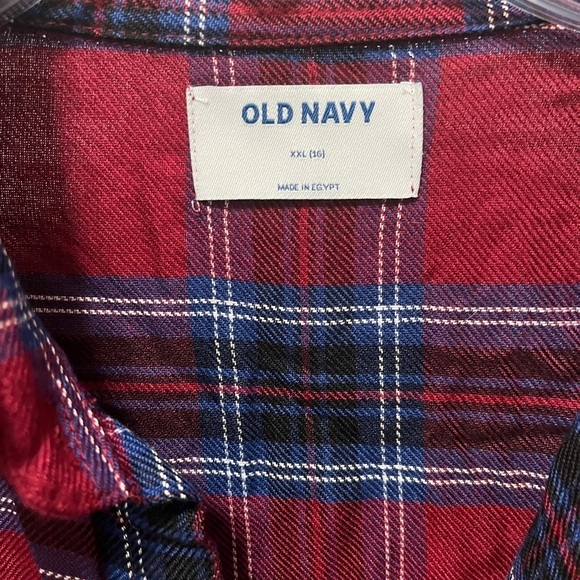 OLD NAVY
XXL (16)
MADE IN EGYPT